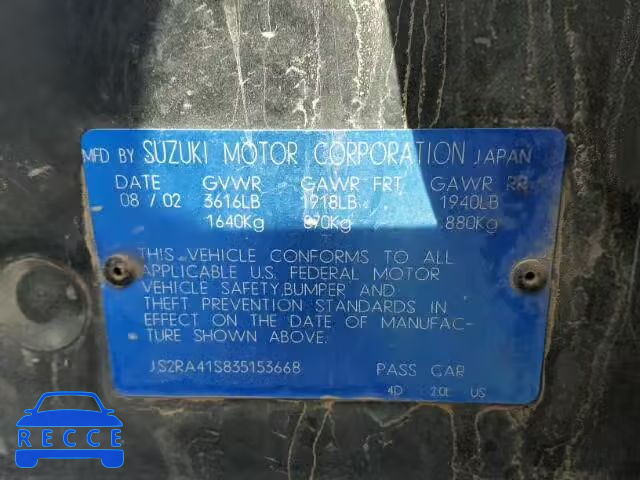 MFD BY SUZUKI MOTOR CORPORATION JAPAN
DATE GVWR GAWR FRT. GAWR RR.
08 / 02 3616LB 1918LB 1940LB
1640Kg 870Kg 880Kg
THIS VEHICLE CONFORMS TO ALL
APPLICABLE U.S. FEDERAL MOTOR
VEHICLE SAFETY,BUMPER AND
THEFT PREVENTION STANDARDS IN
EFFECT ON THE DATE OF MANUFAC-
TURE SHOWN ABOVE.
JS2RA41S835153668 PASS CAR
4D 2.0L US
RECCE